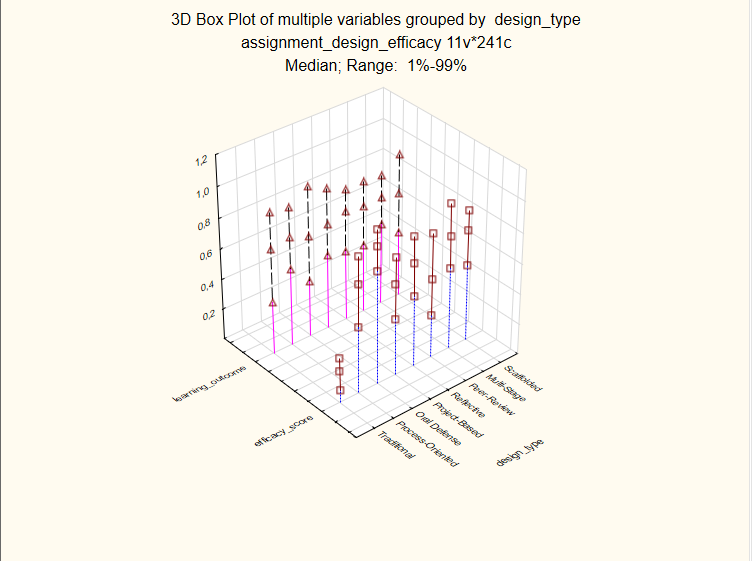 3D Box Plot of multiple variables grouped by design_type
assignment_design_efficacy 11v*241c
Median; Range: 1%-99%
1,2
1,0
0,8
0,6
0,4
0,2
learning_outcome
efficacy_score
Scaffolded
Multi-Stage
Peer-Review
Reflective
Project-Based
Oral Defense
Process-Oriented
Traditional
design_type